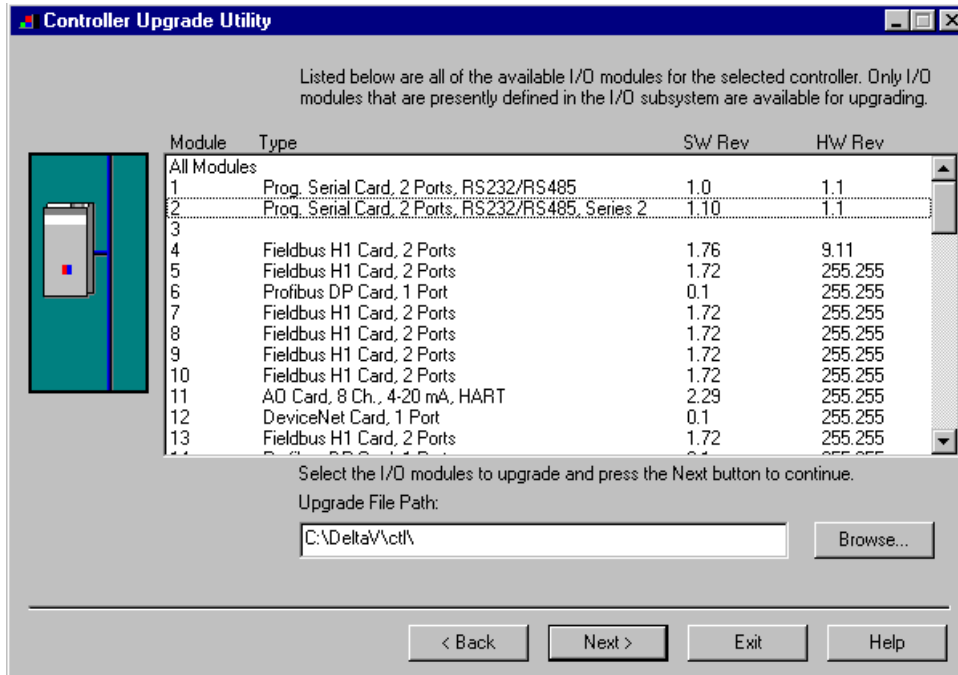 Controller Upgrade Utility
Listed below are all of the available I/O modules for the selected controller. Only I/O
modules that are presently defined in the I/O subsystem are available for upgrading.
Module Type SW Rev HW Rev
All Modules
1 Prog. Serial Card, 2 Ports, RS232/RS485 1.0 1.1
2 Prog. Serial Card, 2 Ports, RS232/RS485, Series 2 1.10 1.1
3
4 Fieldbus H1 Card, 2 Ports 1.76 9.11
5 Fieldbus H1 Card, 2 Ports 1.72 255.255
6 Profibus DP Card, 1 Port 0.1 255.255
7 Fieldbus H1 Card, 2 Ports 1.72 255.255
8 Fieldbus H1 Card, 2 Ports 1.72 255.255
9 Fieldbus H1 Card, 2 Ports 1.72 255.255
10 Fieldbus H1 Card, 2 Ports 1.72 255.255
11 AO Card, 8 Ch., 4-20 mA, HART 2.29 255.255
12 DeviceNet Card, 1 Port 0.1 255.255
13 Fieldbus H1 Card, 2 Ports 1.72 255.255
Select the I/O modules to upgrade and press the Next button to continue.
Upgrade File Path:
C:\DeltaV\ctl\
Browse...
< Back Next > Exit Help